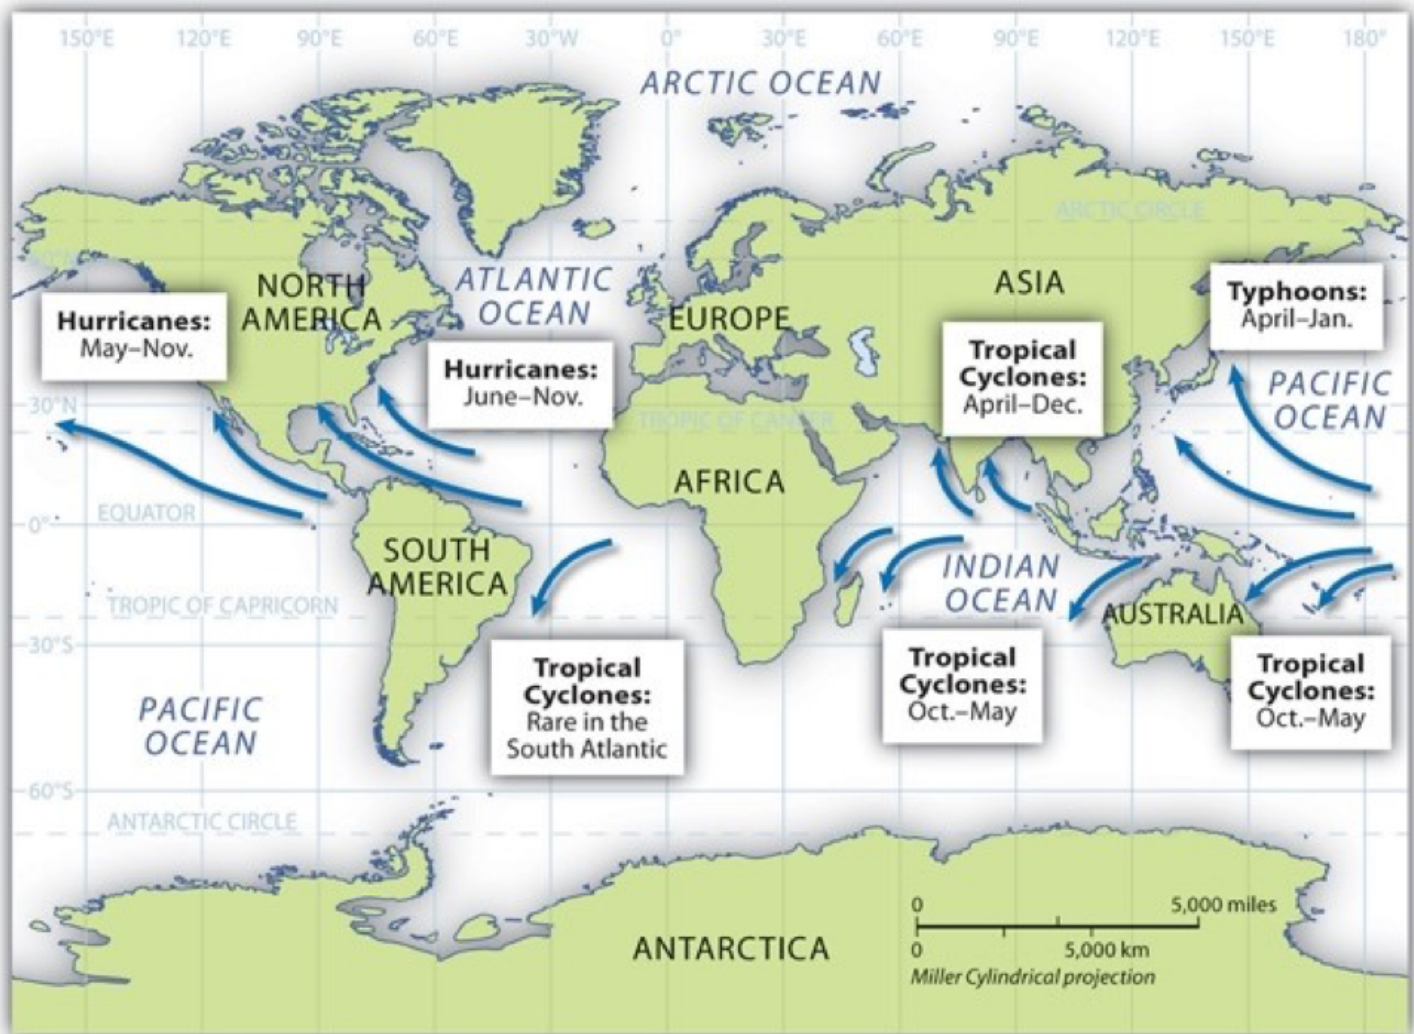 150°E 120°E 90°E 60°E 30°W 0° 30°E 60°E 90°E 120°E 150°E 180°
ARCTIC OCEAN
ARCTIC CIRCLE
60°N
NORTH
AMERICA
ATLANTIC
OCEAN
EUROPE
ASIA
Typhoons:
April–Jan.
Hurricanes:
May–Nov.
Hurricanes:
June–Nov.
Tropical
Cyclones:
April–Dec.
PACIFIC
OCEAN
30°N
TROPIC OF CANCER
AFRICA
EQUATOR
0°
SOUTH
AMERICA
INDIAN
OCEAN
AUSTRALIA
TROPIC OF CAPRICORN
30°S
Tropical
Cyclones:
Rare in the
South Atlantic
Tropical
Cyclones:
Oct.–May
Tropical
Cyclones:
Oct.–May
PACIFIC
OCEAN
60°S
ANTARCTIC CIRCLE
ANTARCTICA
0 5,000 miles
0 5,000 km
Miller Cylindrical projection